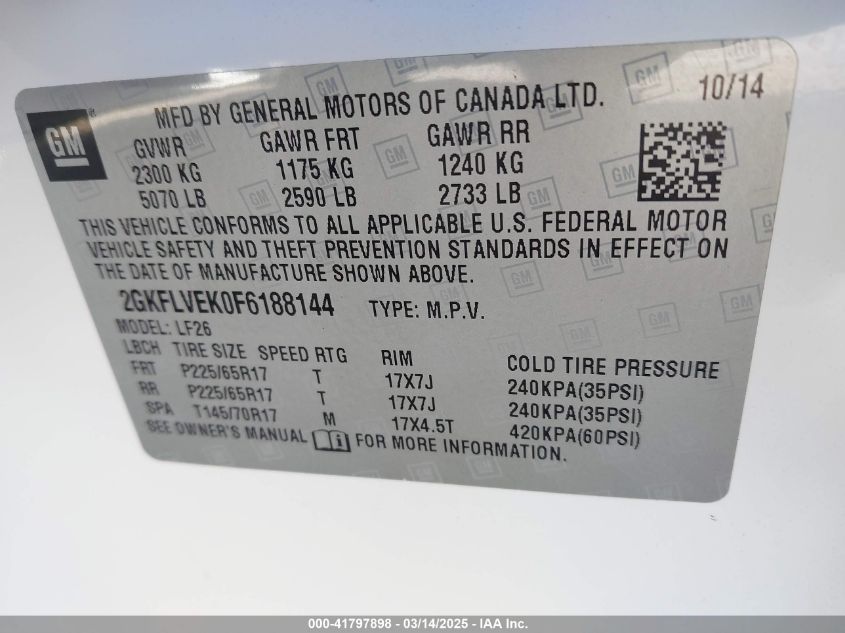 MFD BY GENERAL MOTORS OF CANADA LTD. 10/14
GM
GVWR GAWR FRT GAWR RR
2300 KG 1175 KG 1240 KG
5070 LB 2590 LB 2733 LB
THIS VEHICLE CONFORMS TO ALL APPLICABLE U.S. FEDERAL MOTOR
VEHICLE SAFETY AND THEFT PREVENTION STANDARDS IN EFFECT ON
THE DATE OF MANUFACTURE SHOWN ABOVE.
2GKFLVEK0F6188144 TYPE: M.P.V.
MODEL: LF26
LBCH TIRE SIZE SPEED RTG RIM COLD TIRE PRESSURE
FRT P225/65R17 T 17X7J 240KPA(35PSI)
RR P225/65R17 T 17X7J 240KPA(35PSI)
SPA T145/70R17 M 17X4.5T 420KPA(60PSI)
SEE OWNER'S MANUAL FOR MORE INFORMATION.
000-41797898 - 03/14/2025 - IAA Inc.